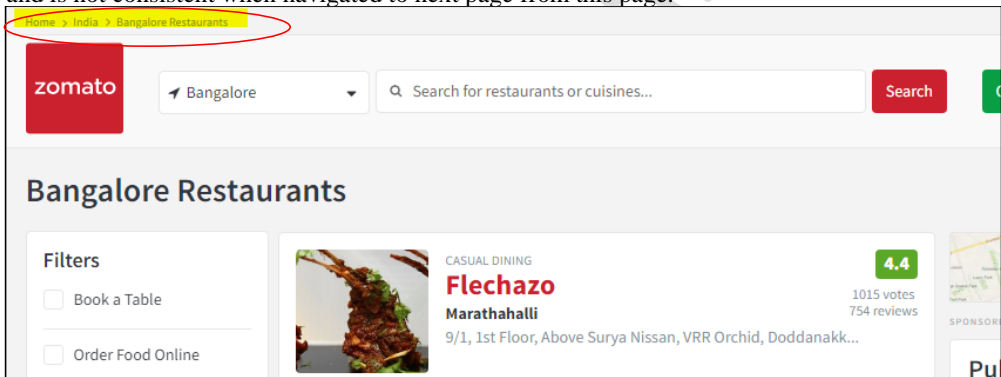 and is not consistent when navigated to next page from this page.
Home > India > Bangalore Restaurants
zomato
Bangalore
Search for restaurants or cuisines...
Search
Bangalore Restaurants
Filters
Book a Table
Order Food Online
CASUAL DINING
Flechazo
Marathahalli
9/1, 1st Floor, Above Surya Nissan, VRR Orchid, Doddanakk...
4.4
1015 votes
754 reviews
SPONSOR
Pu